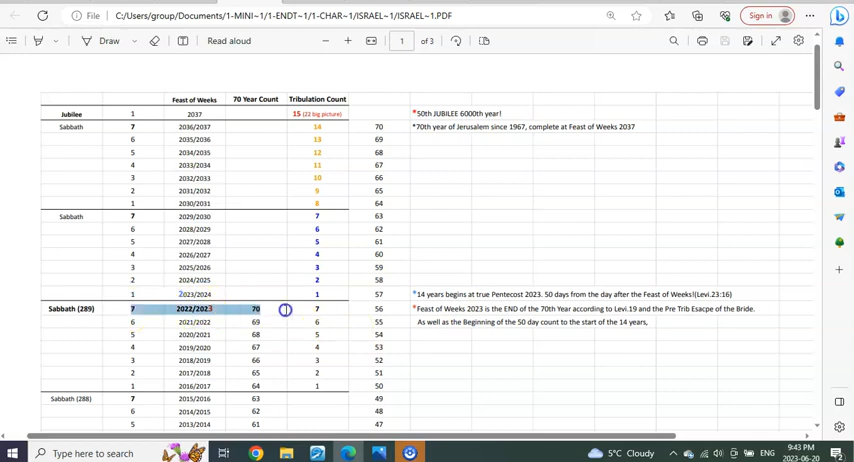 File | C:/Users/group/Documents/1-MINI~1/1-ENDT~1/1-CHAR~1/ISRAEL~1/ISRAEL~1.PDF Sign in
Draw Read aloud 1 of 3
Feast of Weeks 70 Year Count Tribulation Count
Jubilee 1 2037 15 (22 big picture) *50th JUBILEE 6000th year!
Sabbath 7 2036/2037 14 70 *70th year of Jerusalem since 1967, complete at Feast of Weeks 2037
6 2035/2036 13 69
5 2034/2035 12 68
4 2033/2034 11 67
3 2032/2033 10 66
2 2031/2032 9 65
1 2030/2031 8 64
Sabbath 7 2029/2030 7 63
6 2028/2029 6 62
5 2027/2028 5 61
4 2026/2027 4 60
3 2025/2026 3 59
2 2024/2025 2 58
1 2023/2024 1 57 *14 years begins at true Pentecost 2023. 50 days from the day after the Feast of Weeks!(Levi.23:16)
Sabbath (289) 7 2022/2023 70 7 56 *Feast of Weeks 2023 is the END of the 70th Year according to Levi.19 and the Pre Trib Esacpe of the Bride.
6 2021/2022 69 6 55 As well as the Beginning of the 50 day count to the start of the 14 years,
5 2020/2021 68 5 54
4 2019/2020 67 4 53
3 2018/2019 66 3 52
2 2017/2018 65 2 51
1 2016/2017 64 1 50
Sabbath (288) 7 2015/2016 63 49
6 2014/2015 62 48
5 2013/2014 61 47
Type here to search 5°C Cloudy ENG 9:43 PM
2023-06-20 2